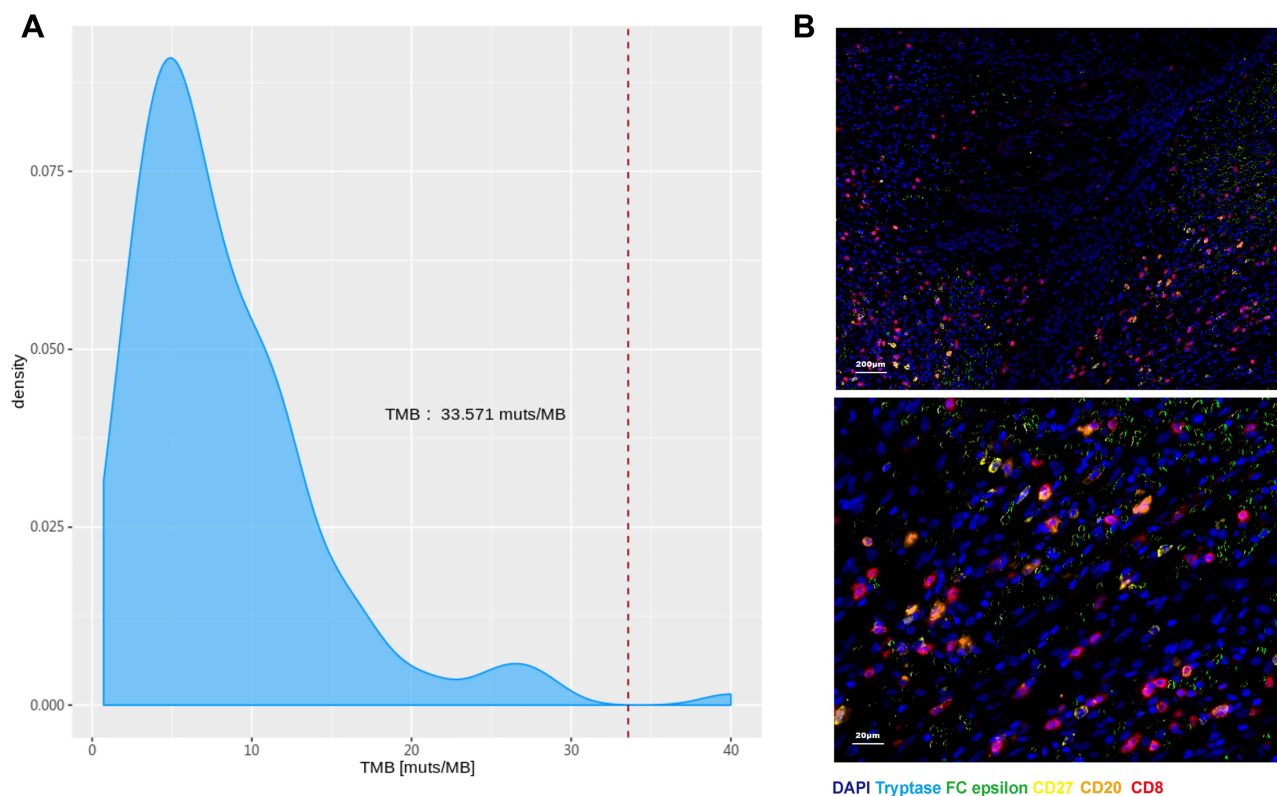 A
B
0.075
0.050
0.025
0.000
density
TMB : 33.571 muts/MB
0
10
20
30
40
TMB [muts/MB]
200µm
20µm
DAPI Tryptase FC epsilon CD27 CD20 CD8